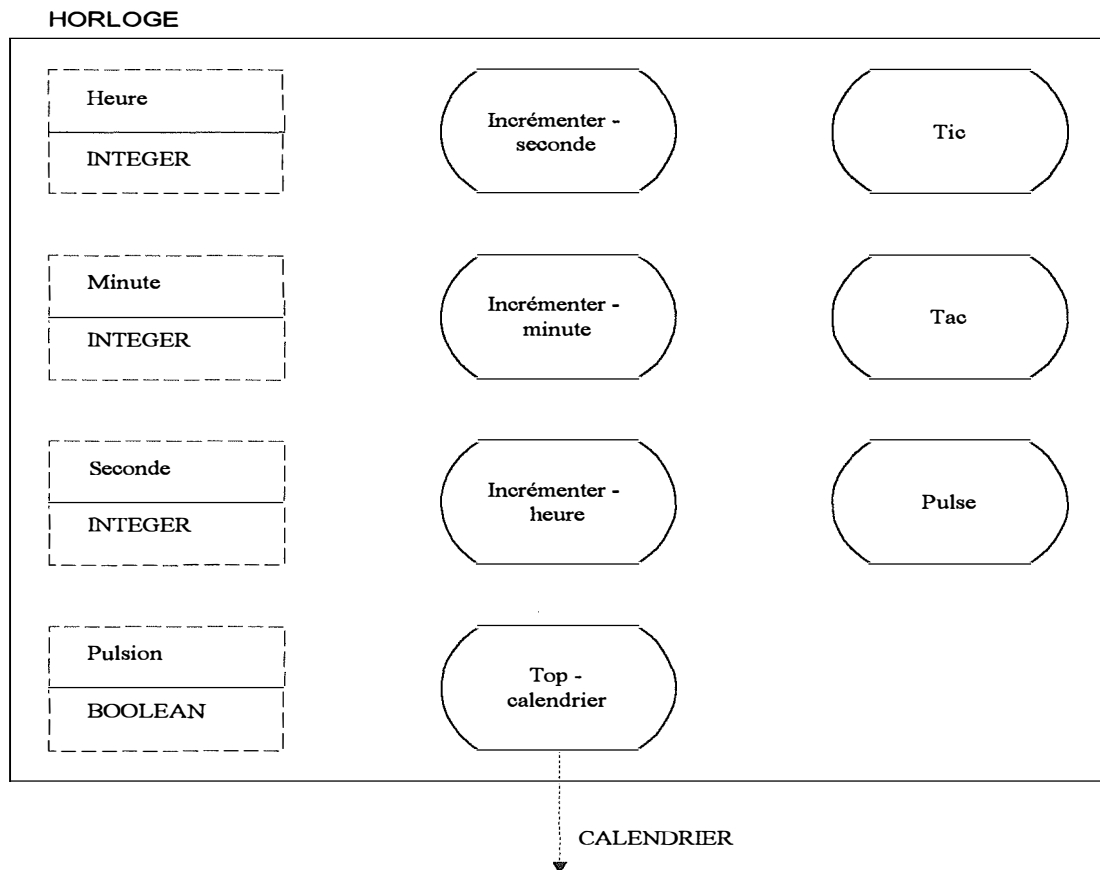 HORLOGE
Heure
INTEGER
Incrémenter -
seconde
Tic
Minute
INTEGER
Incrémenter -
minute
Tac
Seconde
INTEGER
Incrémenter -
heure
Pulse
Pulsion
BOOLEAN
Top -
calendrier
CALENDRIER